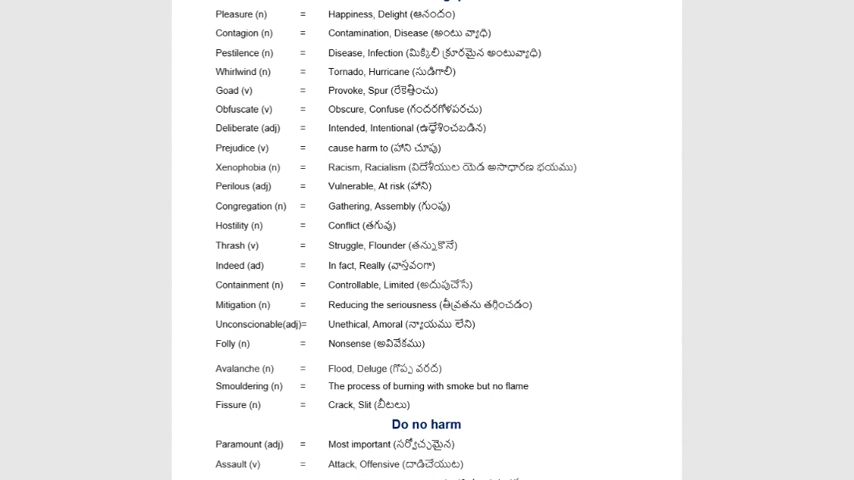 Pleasure (n) = Happiness, Delight (ఆనందం)
Contagion (n) = Contamination, Disease (అంటు వ్యాధి)
Pestilence (n) = Disease, Infection (మిక్కిలి క్రూరమైన అంటువ్యాధి)
Whirlwind (n) = Tornado, Hurricane (సుడిగాలి)
Goad (v) = Provoke, Spur (రేకెత్తించు)
Obfuscate (v) = Obscure, Confuse (గందరగోళపరచు)
Deliberate (adj) = Intended, Intentional (ఉద్దేశించబడిన)
Prejudice (v) = cause harm to (హాని చూపు)
Xenophobia (n) = Racism, Racialism (విదేశీయుల యెడ అసాధారణ భయము)
Perilous (adj) = Vulnerable, At risk (హాని)
Congregation (n) = Gathering, Assembly (గుంపు)
Hostility (n) = Conflict (తగువు)
Thrash (v) = Struggle, Flounder (తన్నుకొనే)
Indeed (ad) = In fact, Really (వాస్తవంగా)
Containment (n) = Controllable, Limited (అదుపుచేసే)
Mitigation (n) = Reducing the seriousness (తీవ్రతను తగ్గించడం)
Unconscionable(adj)= Unethical, Amoral (న్యాయము లేని)
Folly (n) = Nonsense (అవివేకము)
Avalanche (n) = Flood, Deluge (గొప్ప వరద)
Smouldering (n) = The process of burning with smoke but no flame
Fissure (n) = Crack, Slit (బీటలు)
Do no harm
Paramount (adj) = Most important (సర్వోచ్చమైన)
Assault (v) = Attack, Offensive (దాడిచేయుట)